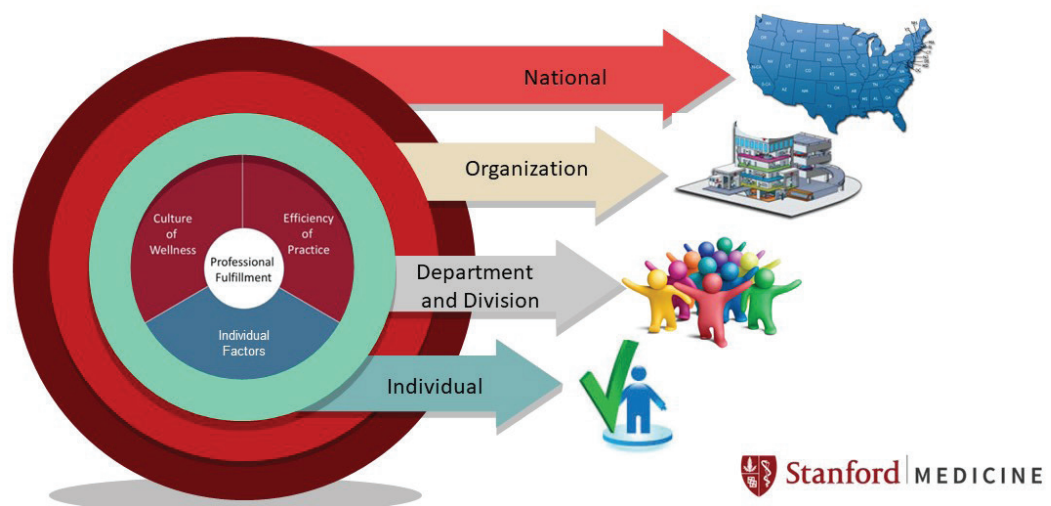 National
Organization
Department
and Division
Individual
Culture
of
Wellness
Efficiency
of
Practice
Professional
Fulfillment
Individual
Factors
Stanford MEDICINE